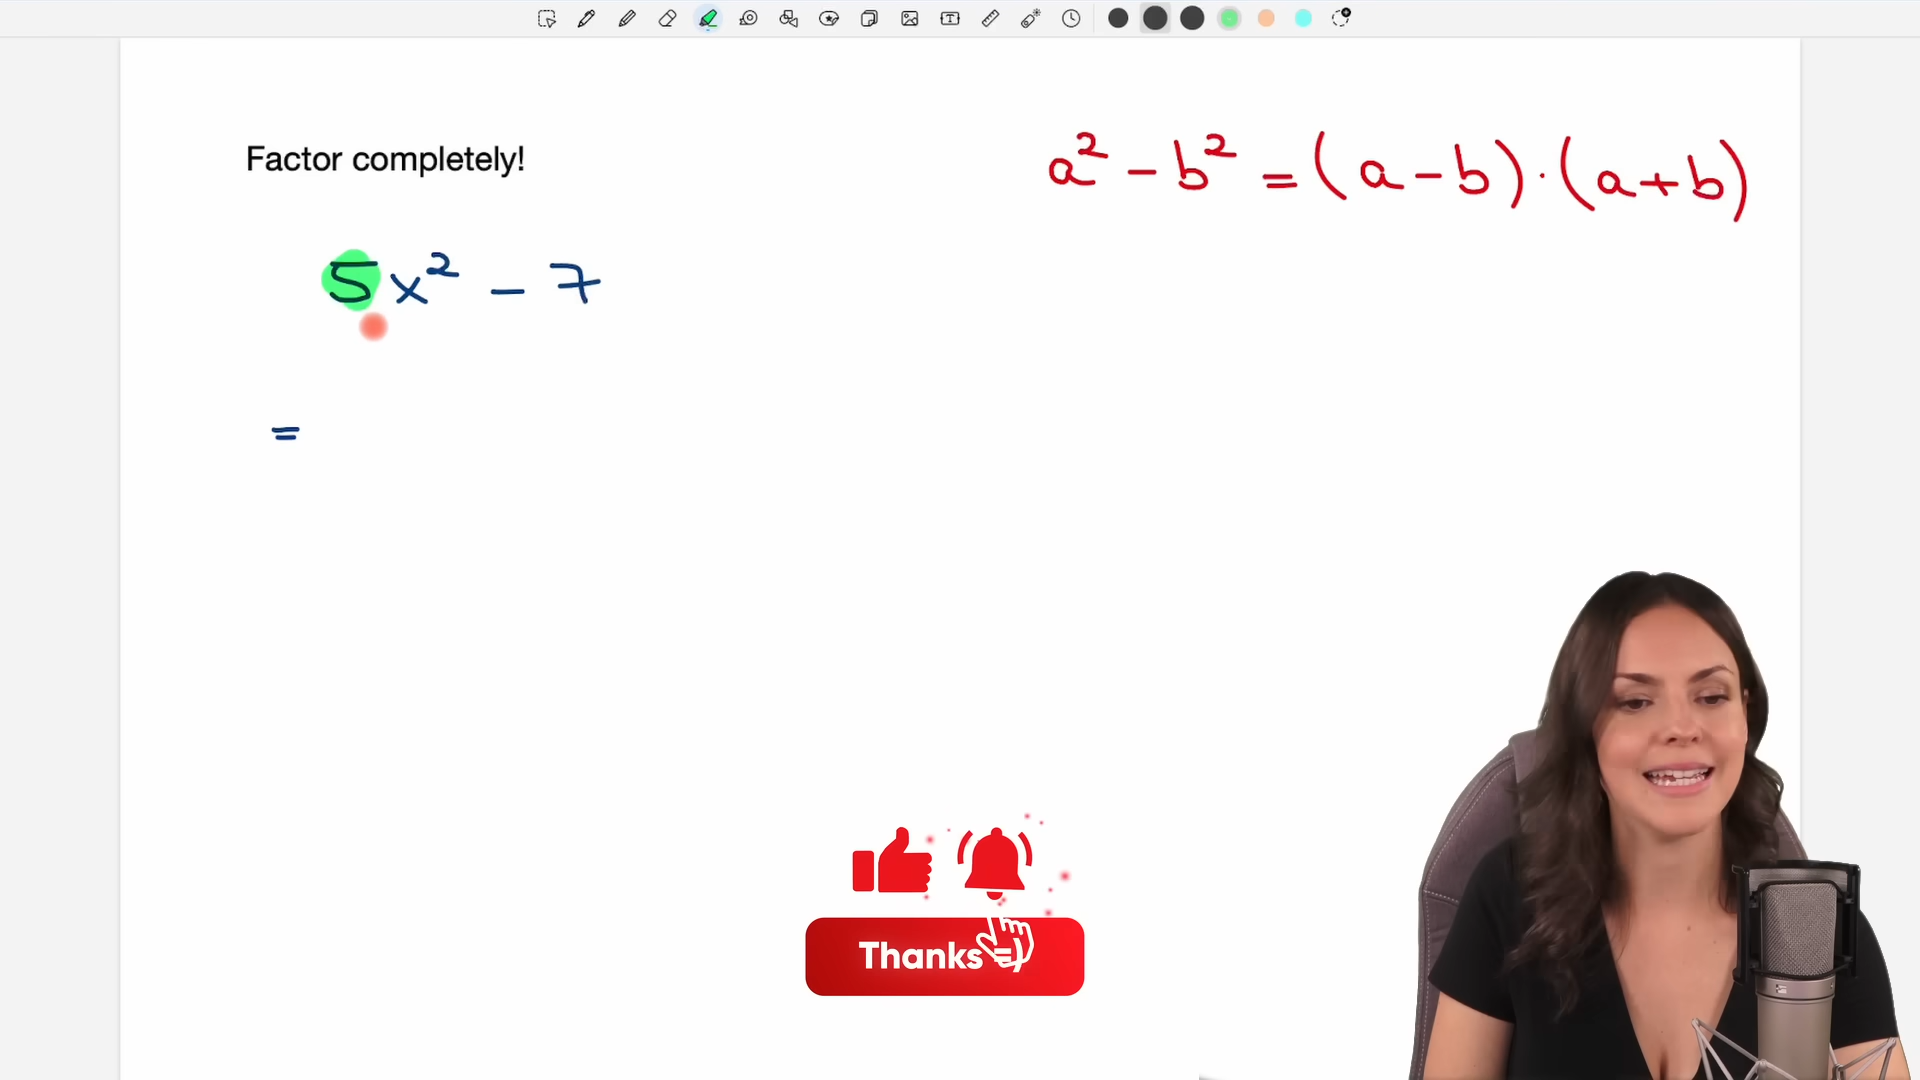 Factor completely!
a² − b² = (a − b) · (a + b)
5x² − 7
=
Thanks =)